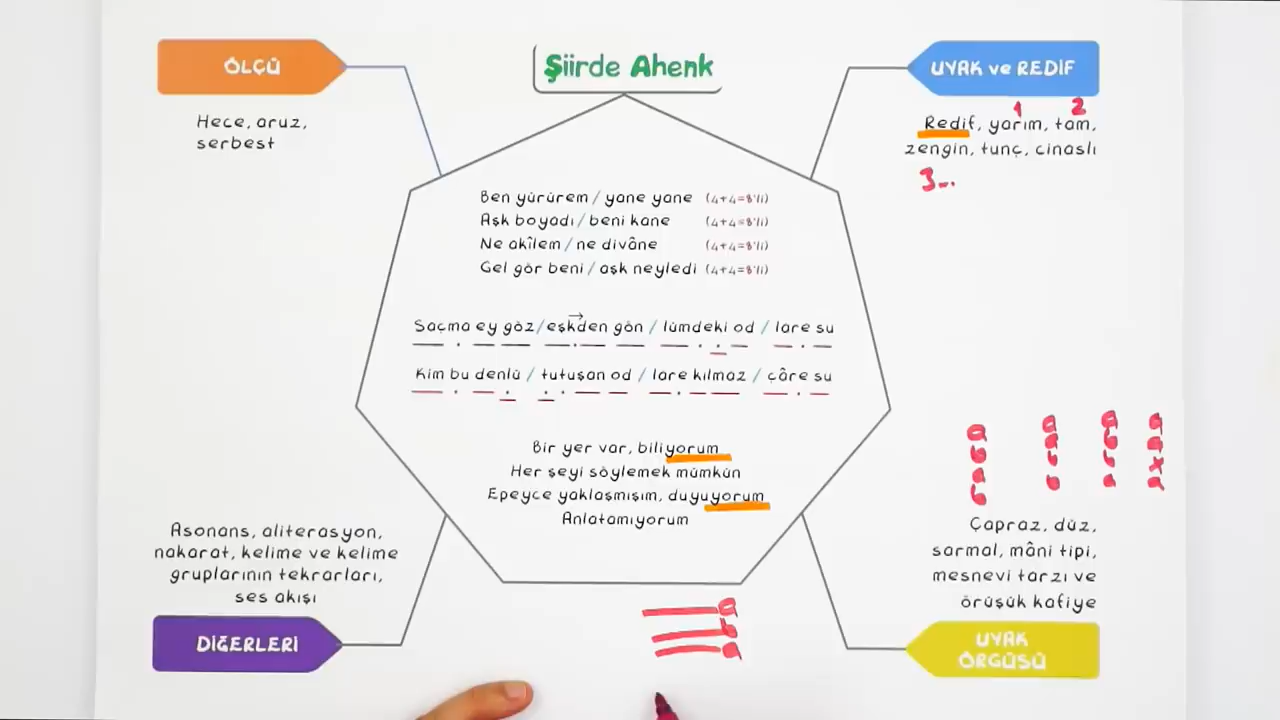 Şiirde Ahenk
ÖLÇÜ
Hece, aruz,
serbest
UYAK ve REDİF
1 2
Redif, yarım, tam,
zengin, tunç, cinaslı
3...
Ben yürürem / yane yane (4+4=8'li)
Aşk boyadı / beni kane (4+4=8'li)
Ne akîlem / ne divâne (4+4=8'li)
Gel gör beni / aşk neyledi (4+4=8'li)
Saçma ey göz / eşkden gön / lümdeki od / lare su
Kim bu denlü / tutuşan od / lare kılmaz / çâre su
Bir yer var, biliyorum
Her şeyi söylemek mümkün
Epeyce yaklaşmışım, duyuyorum
Anlatamıyorum
Asonans, aliterasyon,
nakarat, kelime ve kelime
gruplarının tekrarları,
ses akışı
DİĞERLERİ
a a a a
b a b a
a b b x
b b a a
Çapraz, düz,
sarmal, mâni tipi,
mesnevi tarzı ve
örüşük kafiye
UYAK
ÖRGÜSÜ
a
b
a